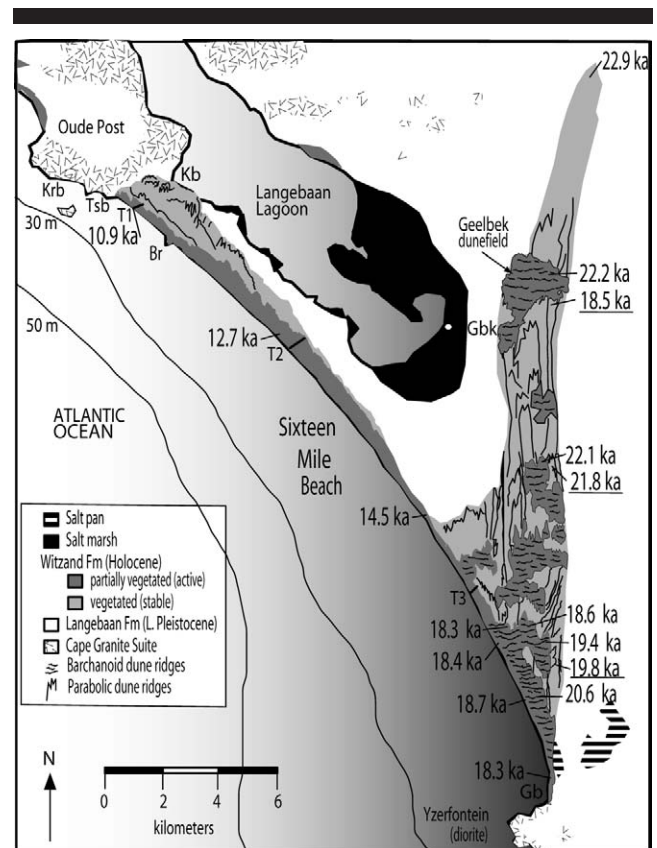 22.9 ka
Oude Post
Kb
Langebaan
Lagoon
Krb
Tsb
T1
30 m
10.9 ka
Br
Geelbek
dunefield
22.2 ka
18.5 ka
50 m
12.7 ka
T2
Gbk
ATLANTIC
OCEAN
Sixteen
Mile
Beach
22.1 ka
21.8 ka
14.5 ka
Salt pan
Salt marsh
Witzand Fm (Holocene)
partially vegetated (active)
vegetated (stable)
Langebaan Fm (L. Pleistocene)
Cape Granite Suite
Barchanoid dune ridges
Parabolic dune ridges
T3
18.3 ka
18.6 ka
18.4 ka
19.4 ka
19.8 ka
18.7 ka
20.6 ka
18.3 ka
Gb
N
0 2 4 6
kilometers
Yzerfontein
(diorite)